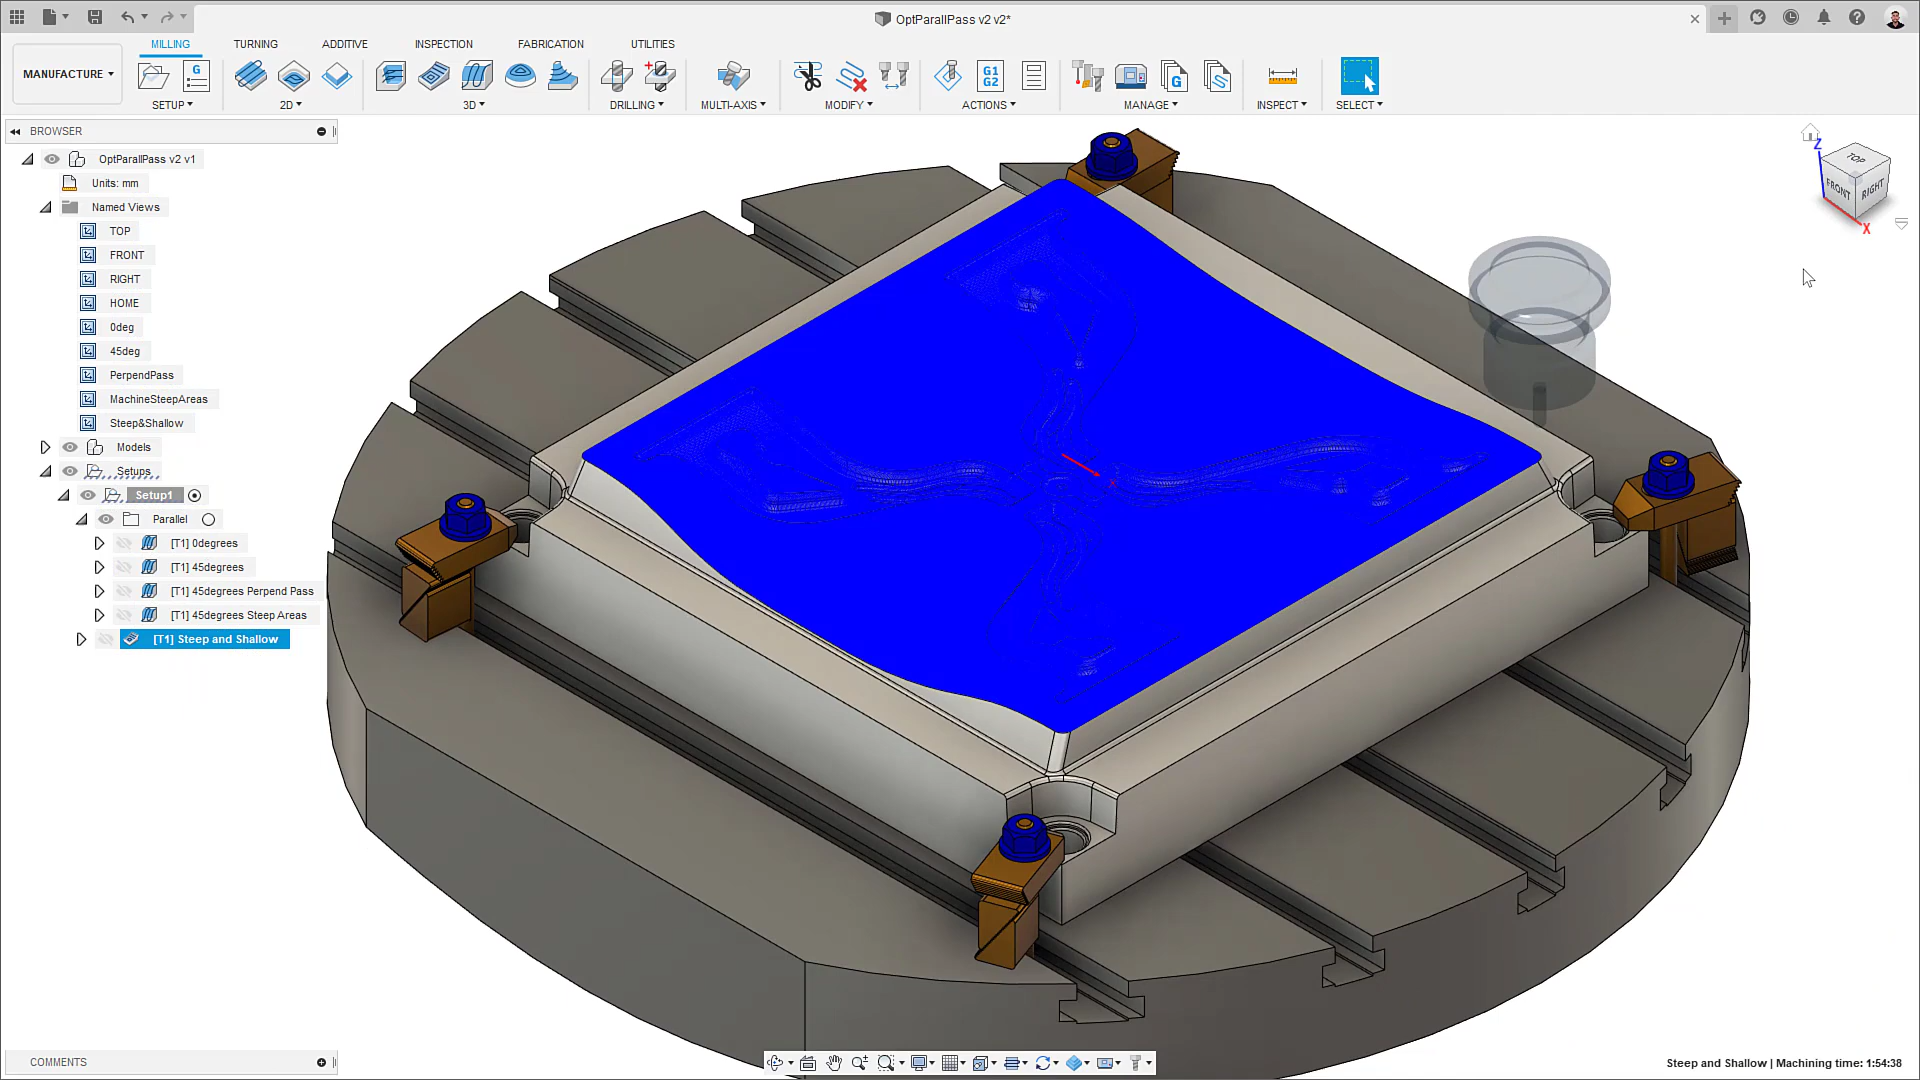 OptParallPass v2 v2*
MILLING TURNING ADDITIVE INSPECTION FABRICATION UTILITIES
MANUFACTURE
G
G1
G2
G
SETUP 2D 3D DRILLING MULTI-AXIS MODIFY ACTIONS MANAGE INSPECT SELECT
BROWSER
OptParallPass v2 v1
Units: mm
Named Views
TOP
FRONT
RIGHT
HOME
0deg
45deg
PerpendPass
MachineSteepAreas
Steep&Shallow
Models
Setups
Setup1
Parallel
[T1] 0degrees
[T1] 45degrees
[T1] 45degrees Perpend Pass
[T1] 45degrees Steep Areas
[T1] Steep and Shallow
Z
TOP
FRONT
RIGHT
X
X
COMMENTS
Steep and Shallow | Machining time: 1:54:38